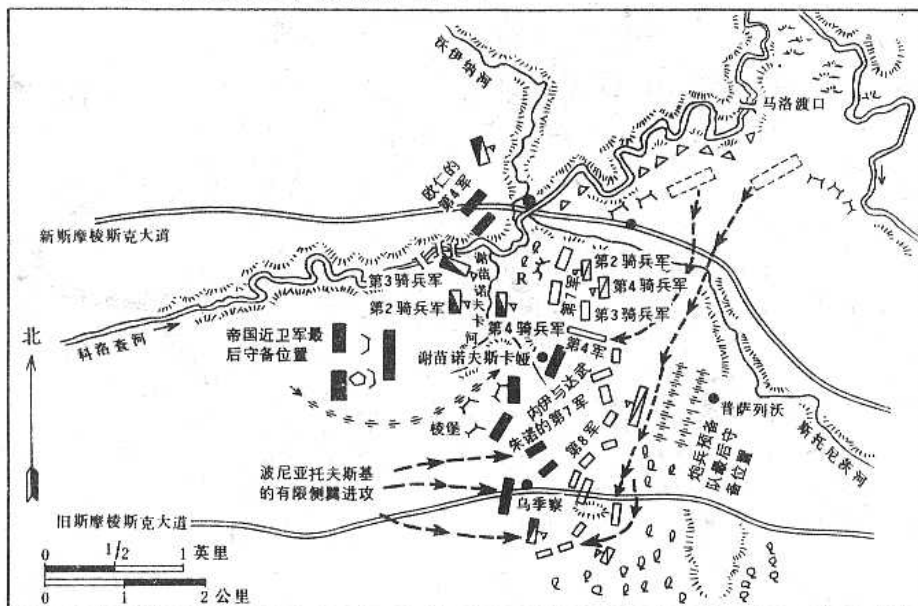 沃伊纳河
马洛渡口
欧仁的
第4军
新斯摩棱斯克大道
谢苗诺夫卡河
R
第2骑兵军
第7军
第4骑兵军
第3骑兵军
第3骑兵军
第2骑兵军
第4骑兵军
第4军
科洛查河
北
帝国近卫军最
后守备位置
谢苗诺夫斯卡娅
内伊与达武
朱诺的第7军
棱堡
第8军
普萨列沃
炮兵预备
队最后守
备位置
斯托尼茨河
波尼亚托夫斯基
的有限侧翼进攻
乌季察
旧斯摩棱斯克大道
0 1/2 1 英里
0 1 2 公里